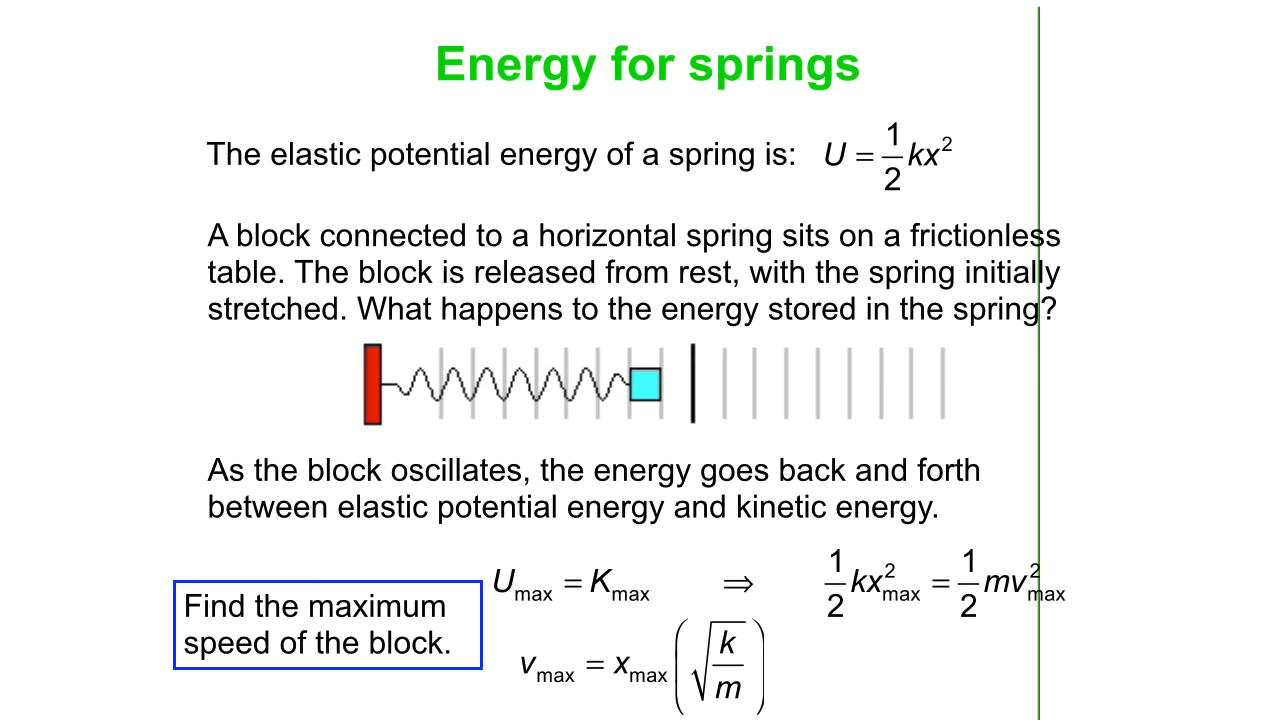 Energy for springs
The elastic potential energy of a spring is: U = 1/2 kx²
A block connected to a horizontal spring sits on a frictionless
table. The block is released from rest, with the spring initially
stretched. What happens to the energy stored in the spring?
As the block oscillates, the energy goes back and forth
between elastic potential energy and kinetic energy.
U_max = K_max ⇒ 1/2 kx²_max = 1/2 mv²_max
Find the maximum
speed of the block.
v_max = x_max (√(k/m))